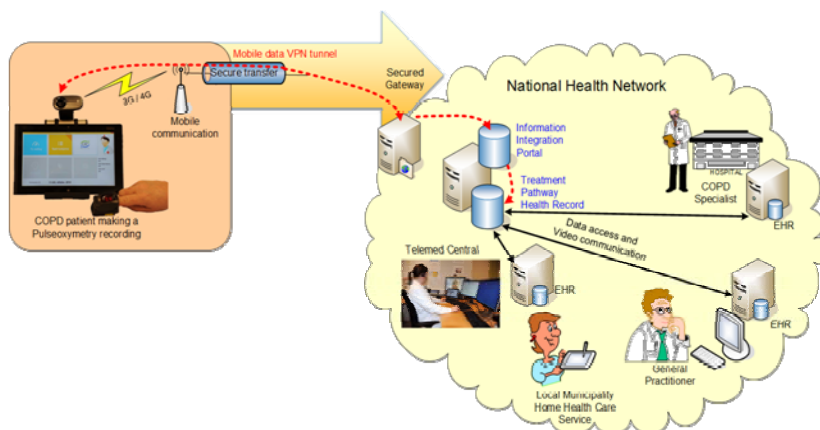 Mobile data VPN tunnel
Secure transfer
3G / 4G
Mobile
communication
COPD patient making a
Pulseoxymetry recording
Secured
Gateway
National Health Network
Information
Integration
Portal
Treatment
Pathway
Health Record
HOSPITAL
COPD
Specialist
EHR
Data access and
Video communication
Telemed Central
EHR
EHR
General
Practitioner
Local Municipality
Home Health Care
Service